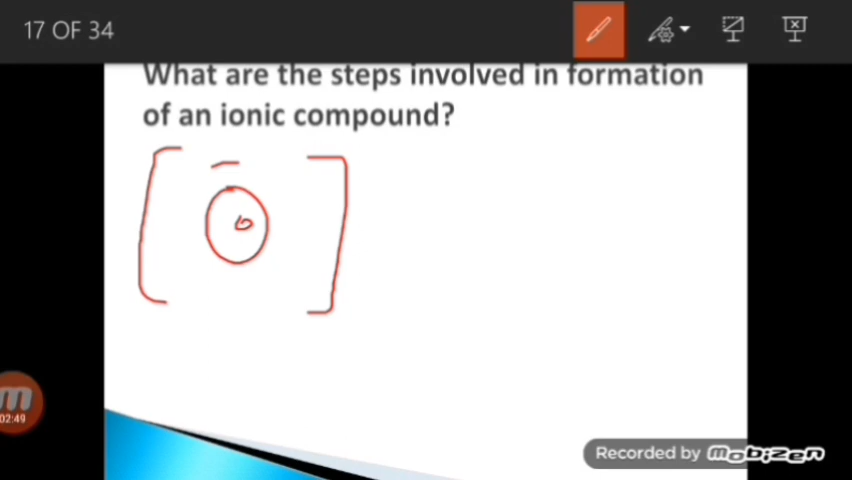 17 OF 34
What are the steps involved in formation
of an ionic compound?
02:49
Recorded by mobizen